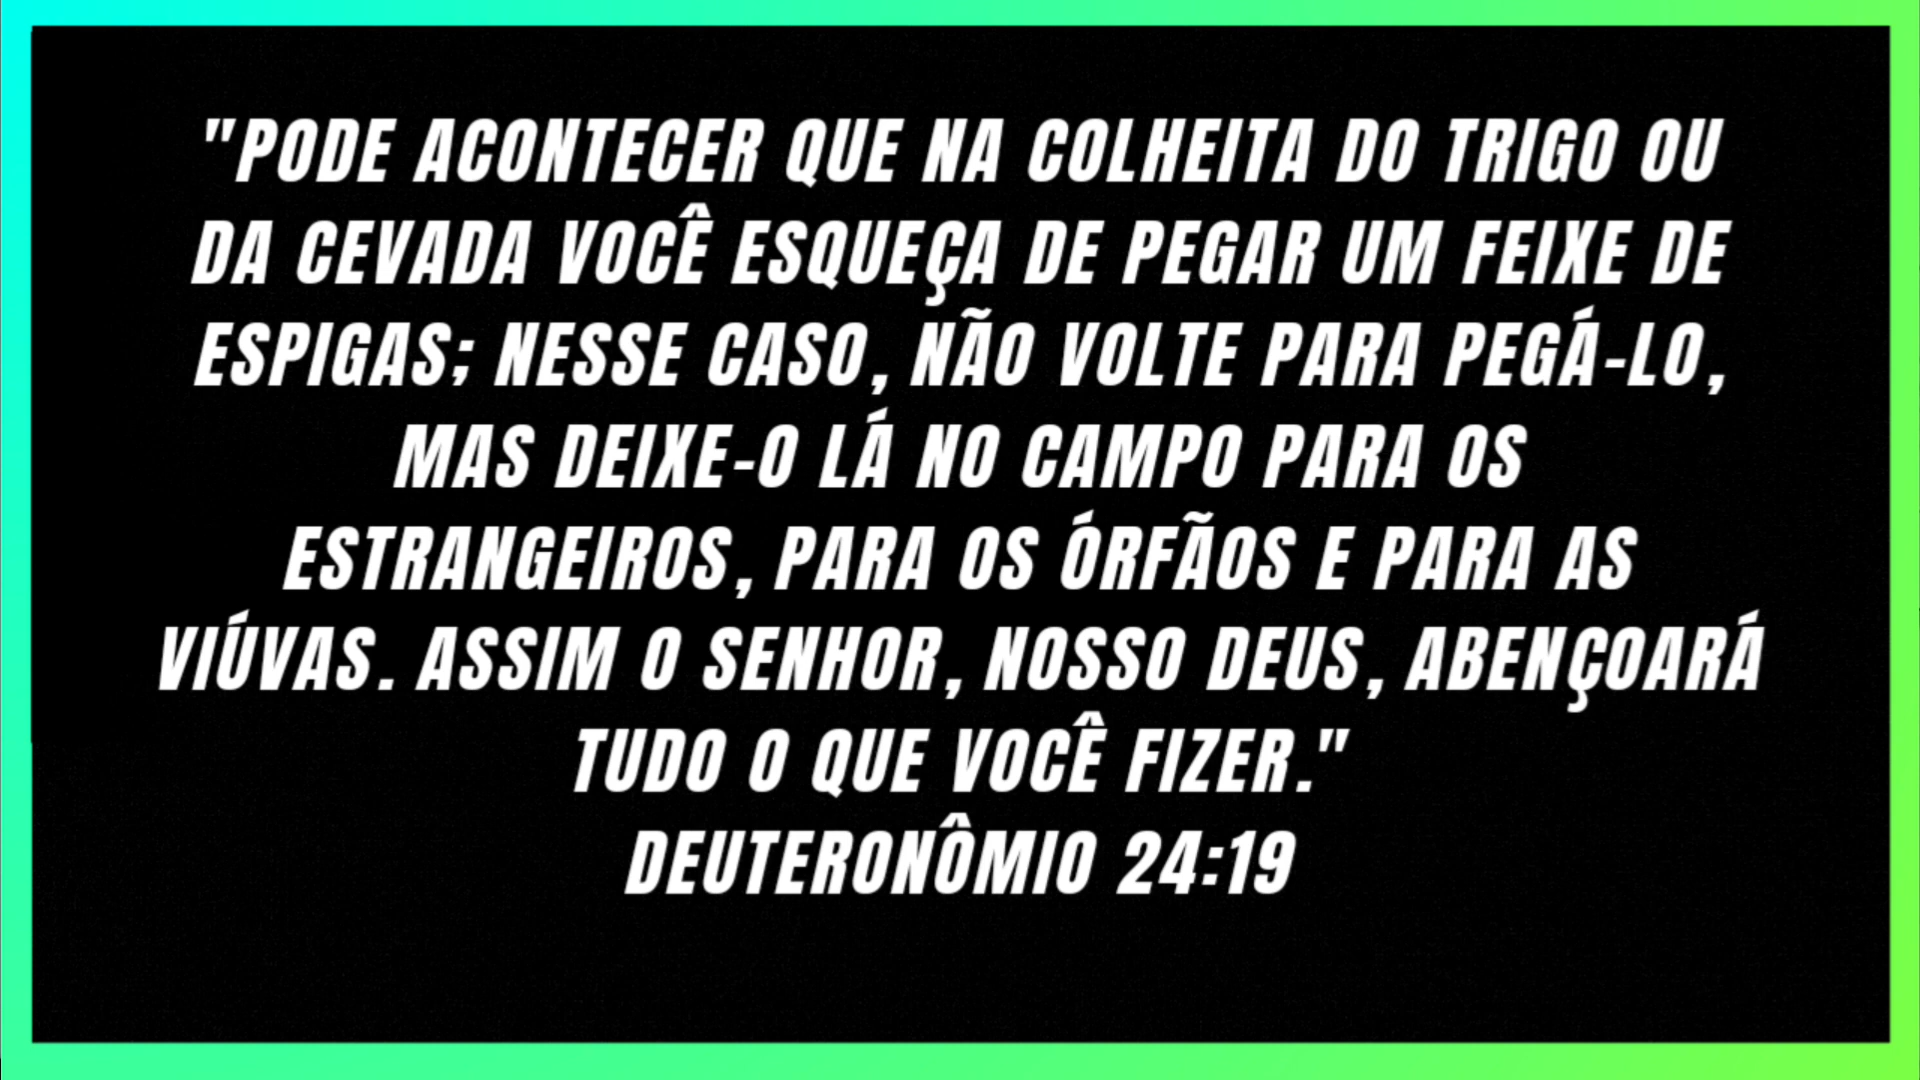 "PODE ACONTECER QUE NA COLHEITA DO TRIGO OU
DA CEVADA VOCÊ ESQUEÇA DE PEGAR UM FEIXE DE
ESPIGAS; NESSE CASO, NÃO VOLTE PARA PEGÁ-LO,
MAS DEIXE-O LÁ NO CAMPO PARA OS
ESTRANGEIROS, PARA OS ÓRFÃOS E PARA AS
VIÚVAS. ASSIM O SENHOR, NOSSO DEUS, ABENÇOARÁ
TUDO O QUE VOCÊ FIZER."
DEUTERONÔMIO 24:19